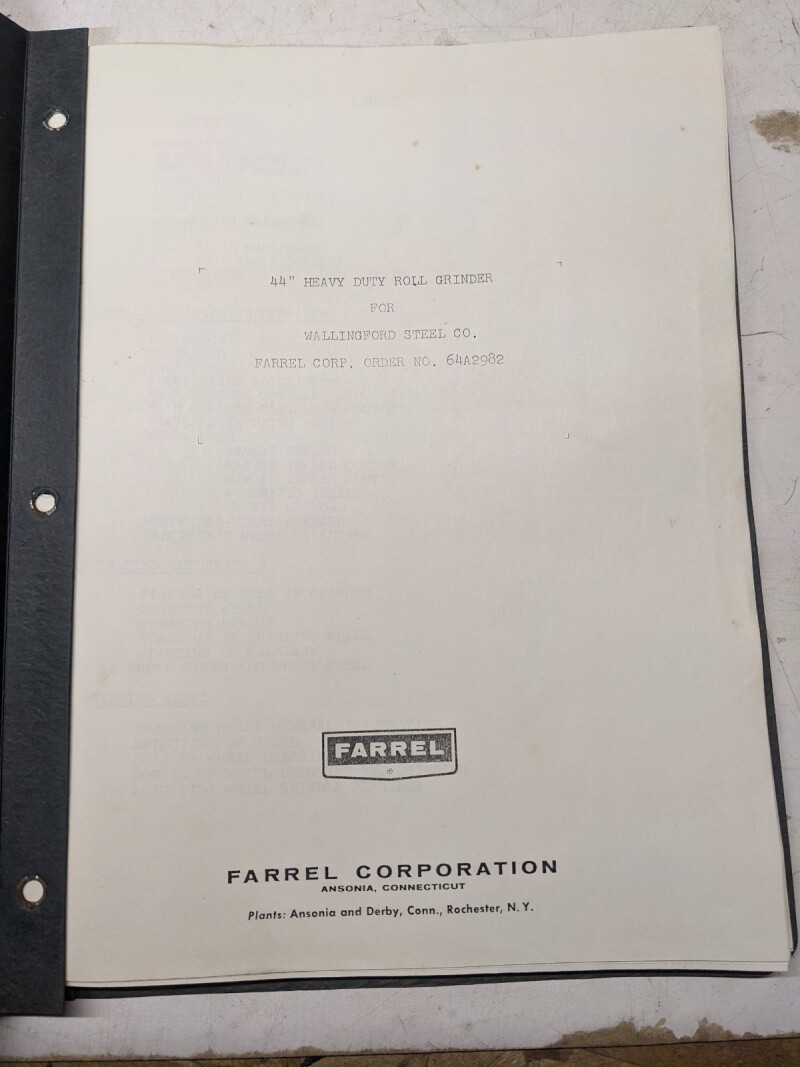 44" HEAVY DUTY ROLL GRINDER
FOR
WALLINGFORD STEEL CO.
FARREL CORP. ORDER NO. 64A2982
FARREL
®
FARREL CORPORATION
ANSONIA, CONNECTICUT
Plants: Ansonia and Derby, Conn., Rochester, N. Y.